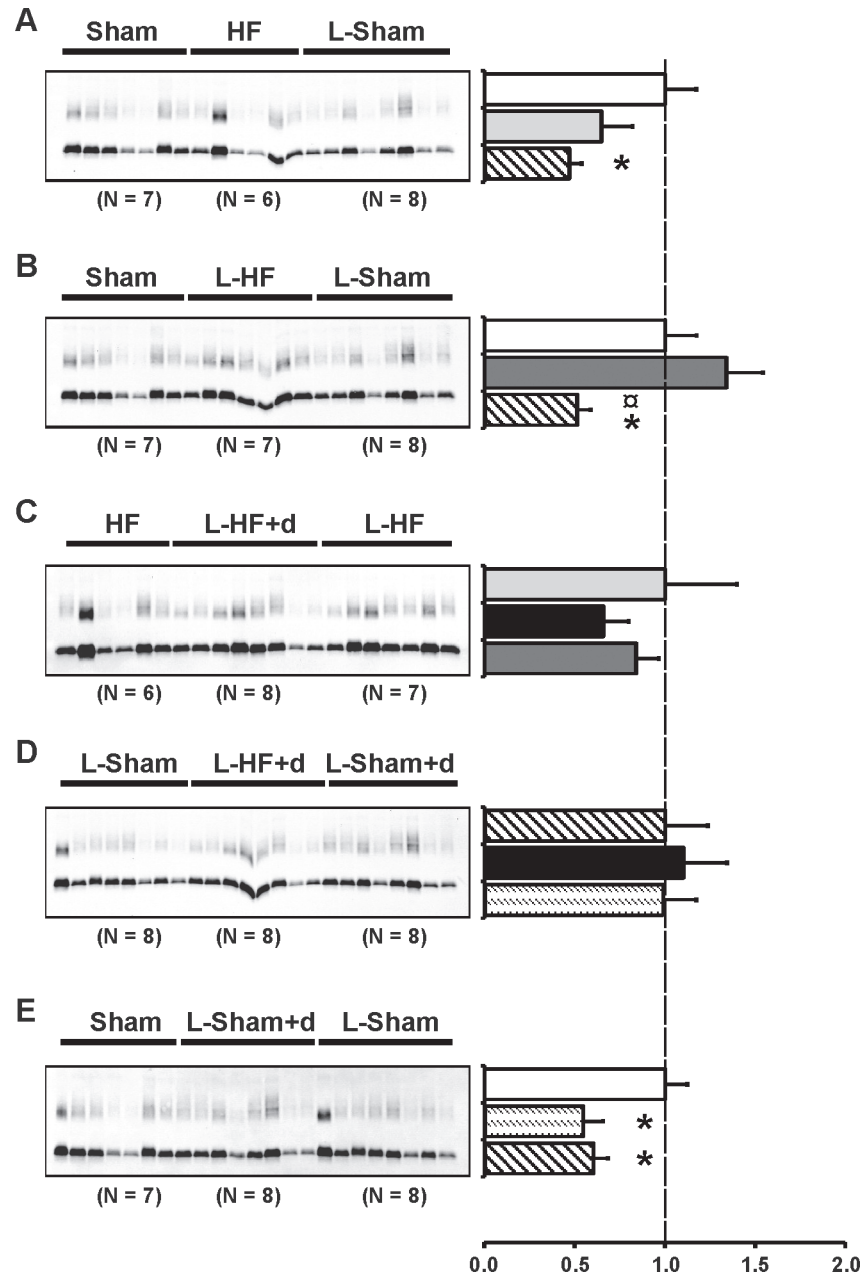 A
Sham HF L-Sham
*
(N = 7) (N = 6) (N = 8)
B
Sham L-HF L-Sham
¤
*
(N = 7) (N = 7) (N = 8)
C
HF L-HF+d L-HF
(N = 6) (N = 8) (N = 7)
D
L-Sham L-HF+d L-Sham+d
(N = 8) (N = 8) (N = 8)
E
Sham L-Sham+d L-Sham
*
*
(N = 7) (N = 8) (N = 8)
0.0 0.5 1.0 1.5 2.0